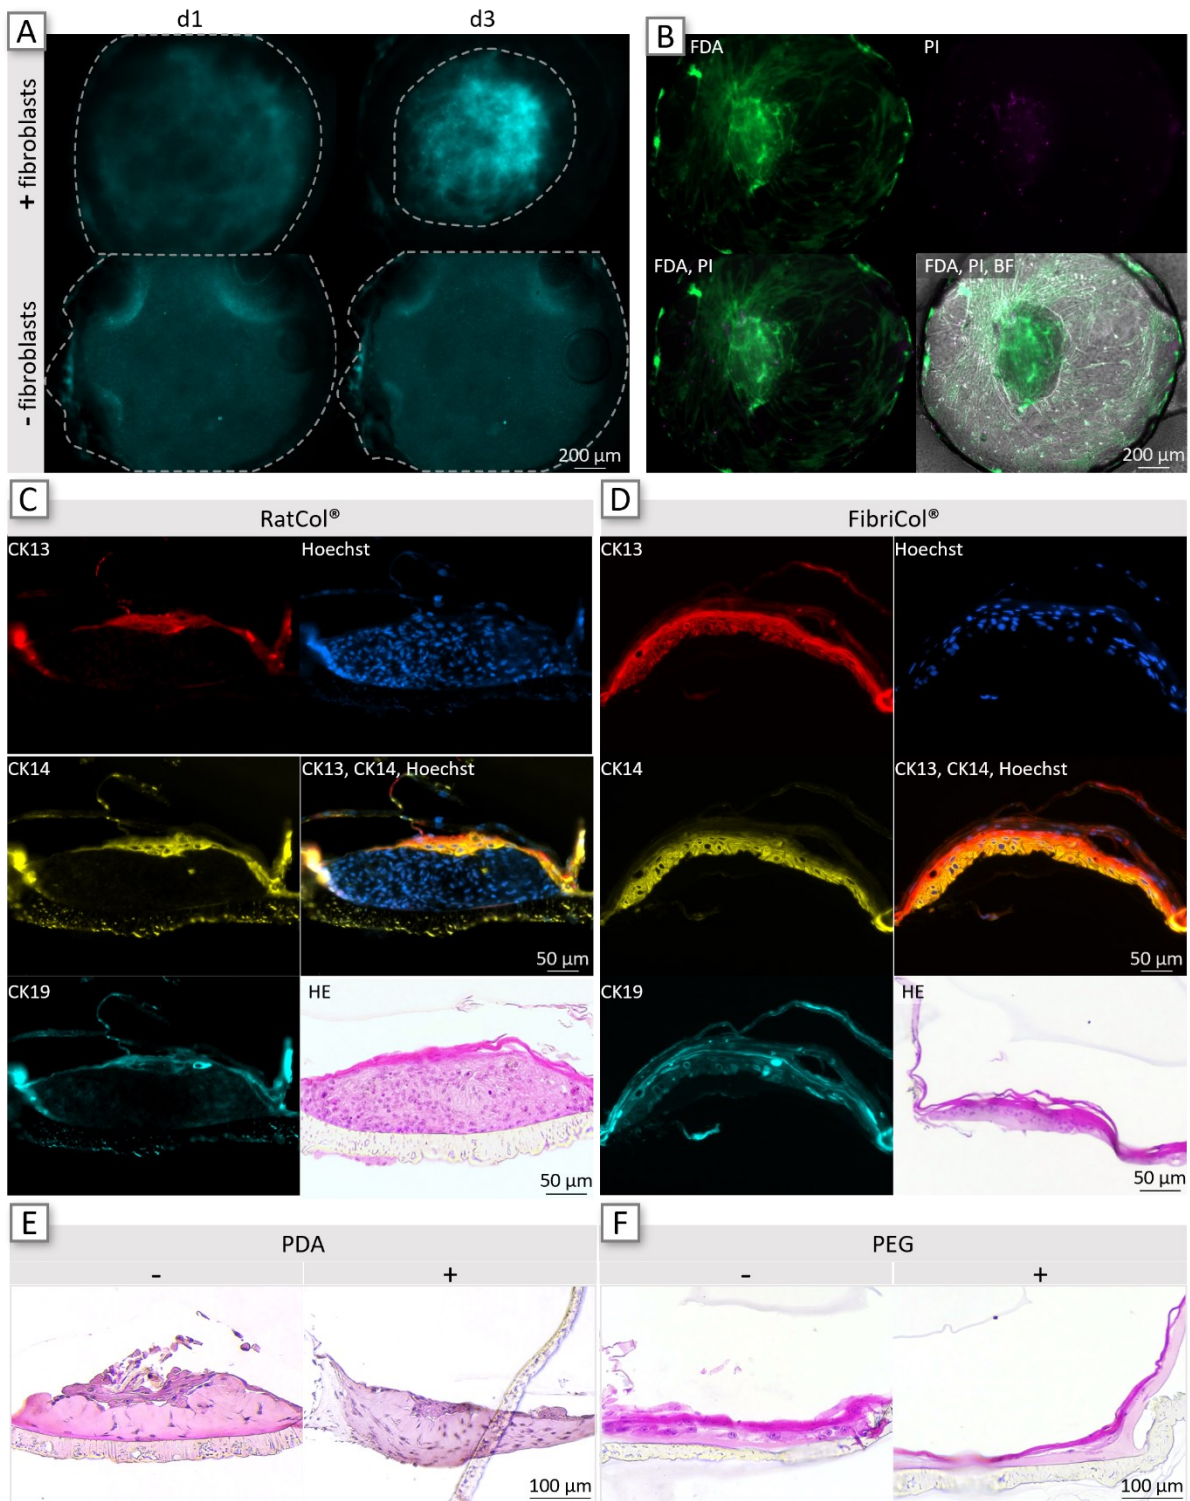 A
d1
d3
+ fibroblasts
- fibroblasts
200 µm
B
FDA
PI
FDA, PI
FDA, PI, BF
200 µm
C
RatCol®
CK13
Hoechst
CK14
CK13, CK14, Hoechst
50 µm
CK19
HE
50 µm
D
FibriCol®
CK13
Hoechst
CK14
CK13, CK14, Hoechst
50 µm
CK19
HE
50 µm
E
PDA
-
+
100 µm
F
PEG
-
+
100 µm